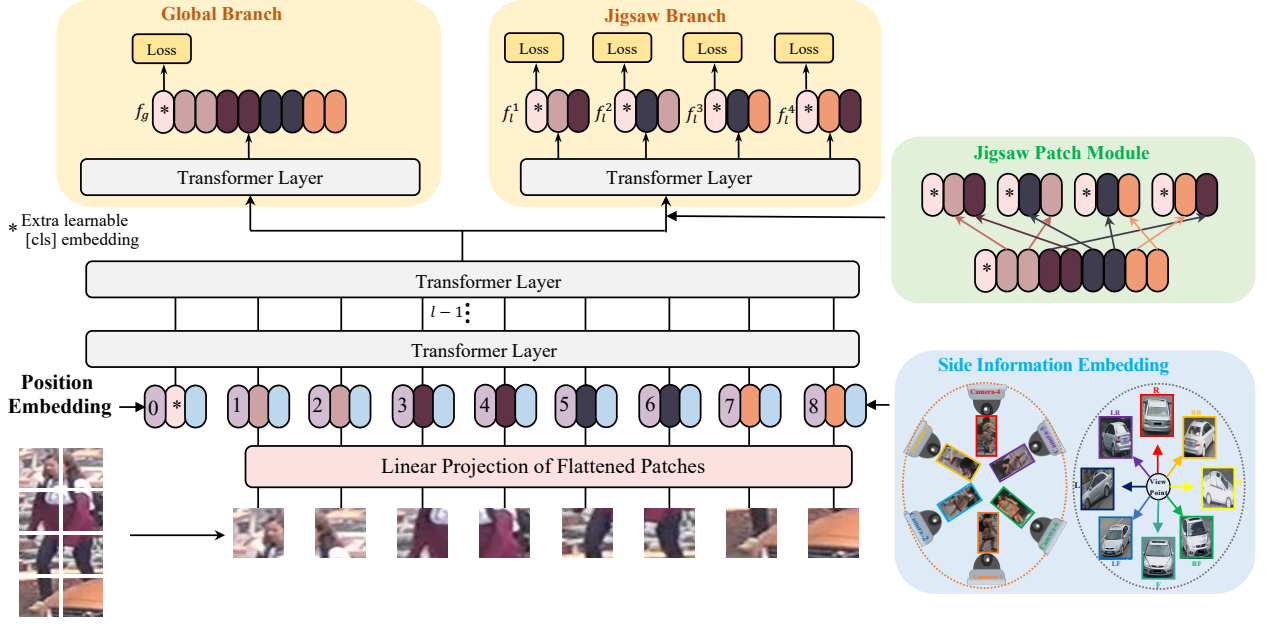 Global Branch
Loss
f_g
*
Transformer Layer
Jigsaw Branch
Loss
Loss
Loss
Loss
f_l^1
*
f_l^2
*
f_l^3
*
f_l^4
*
Transformer Layer
Jigsaw Patch Module
* * * *
*
* Extra learnable
[cls] embedding
Transformer Layer
l − 1
Transformer Layer
Position
Embedding
0 * 1 2 3 4 5 6 7 8
Linear Projection of Flattened Patches
Side Information Embedding
Camera-4
R
LR
RR
L
View
Point
LF
RF
F